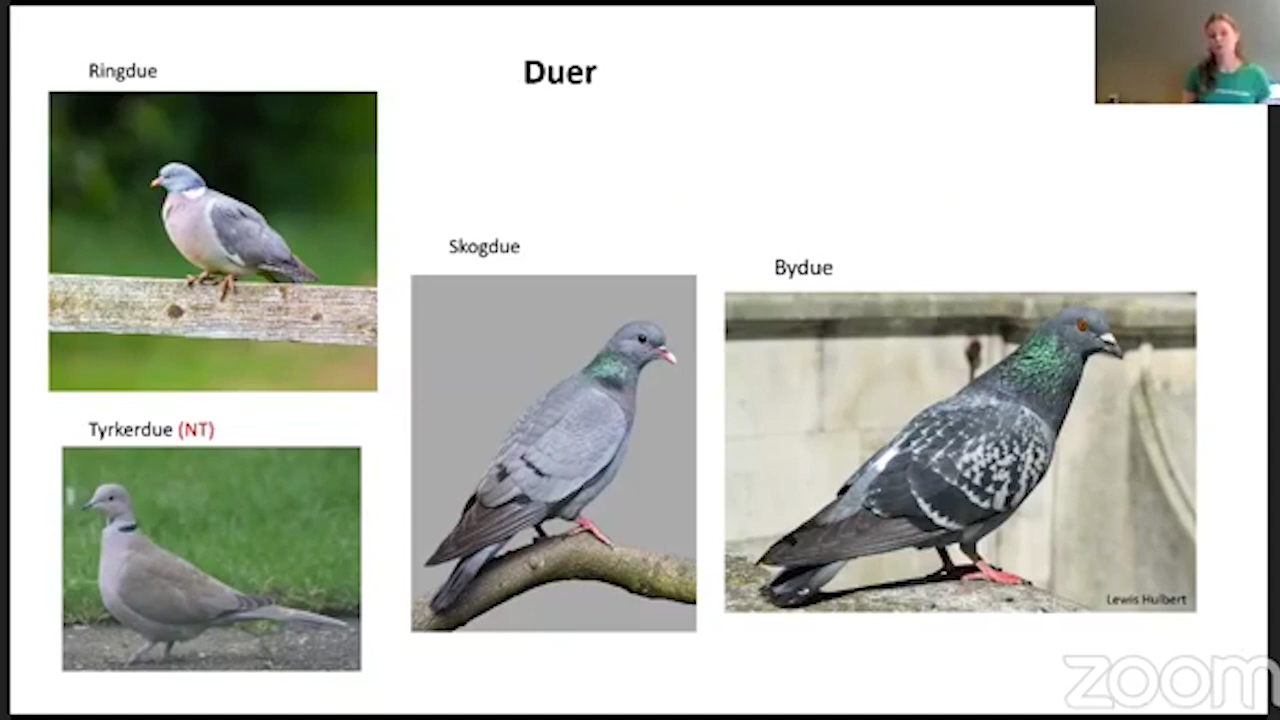 Duer
Ringdue
Skogdue
Bydue
Tyrkerdue (NT)
Lewis Hulbert
zoom